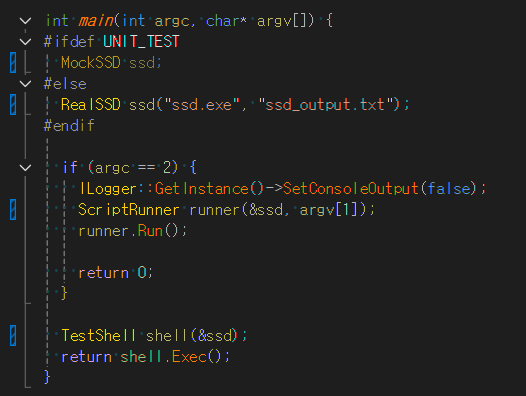 int main(int argc, char* argv[]) {
#ifdef UNIT_TEST
MockSSD ssd;
#else
RealSSD ssd("ssd.exe", "ssd_output.txt");
#endif
if (argc == 2) {
ILogger::GetInstance()->SetConsoleOutput(false);
ScriptRunner runner(&ssd, argv[1]);
runner.Run();
return 0;
}
TestShell shell(&ssd);
return shell.Exec();
}